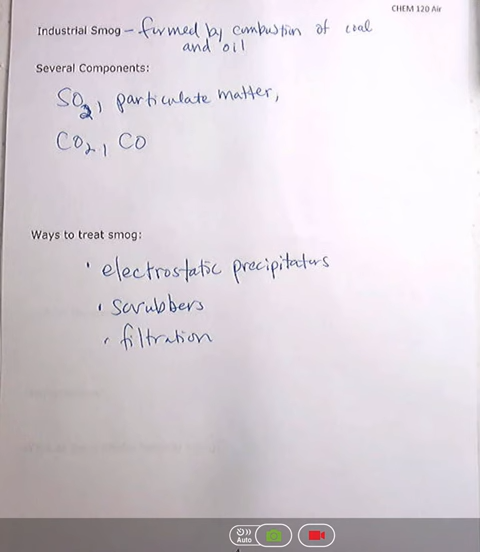 CHEM 120 Air
Industrial Smog - formed by combustion of coal
and oil
Several Components:
SO2, particulate matter,
CO2, CO
Ways to treat smog:
· electrostatic precipitators
· scrubbers
· filtration
Auto